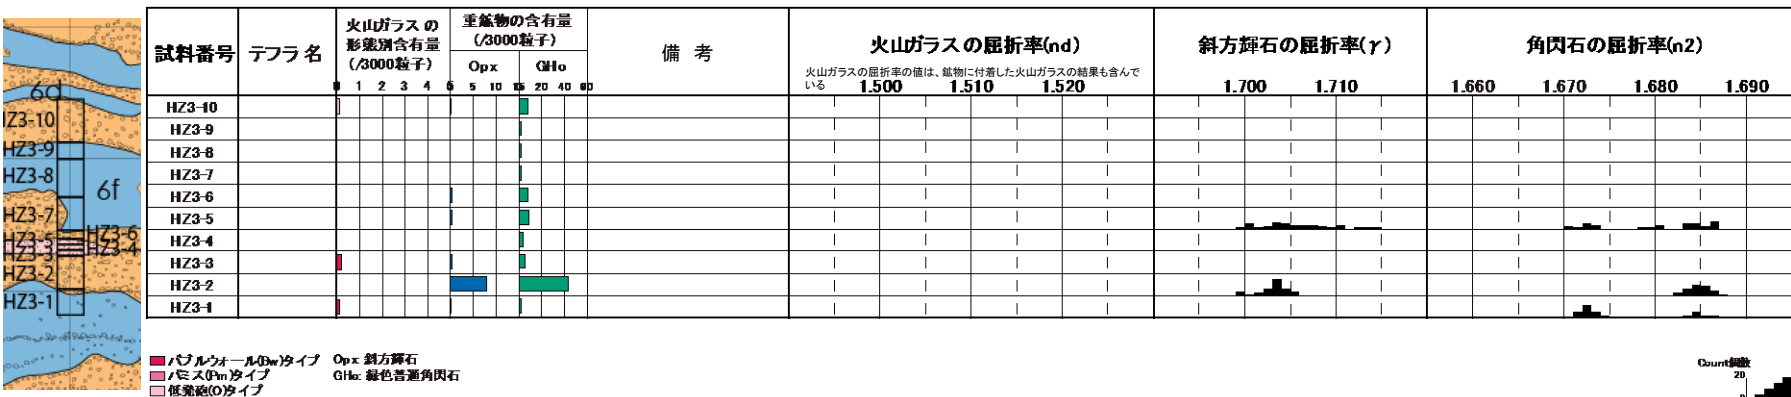 6d
HZ3-10
HZ3-9
HZ3-8
6f
HZ3-7
HZ3-6
HZ3-5
HZ3-4
HZ3-3
HZ3-2
HZ3-1
試料番号 テフラ名 火山ガラスの形態別含有量(/3000粒子) 重鉱物の含有量(/3000粒子) 備考 火山ガラスの屈折率(nd) 斜方輝石の屈折率(γ) 角閃石の屈折率(n2)
Opx GHo
火山ガラスの屈折率の値は、鉱物に付着した火山ガラスの結果も含んで
いる
0 1 2 3 4 5 10 20 40 60 1.500 1.510 1.520 1.700 1.710 1.660 1.670 1.680 1.690
HZ3-10
HZ3-9
HZ3-8
HZ3-7
HZ3-6
HZ3-5
HZ3-4
HZ3-3
HZ3-2
HZ3-1
バブルウォール(Bw)タイプ Opx: 斜方輝石
パミス(Pm)タイプ GHo: 緑色普通角閃石
低発泡(O)タイプ
Count個数
20
0